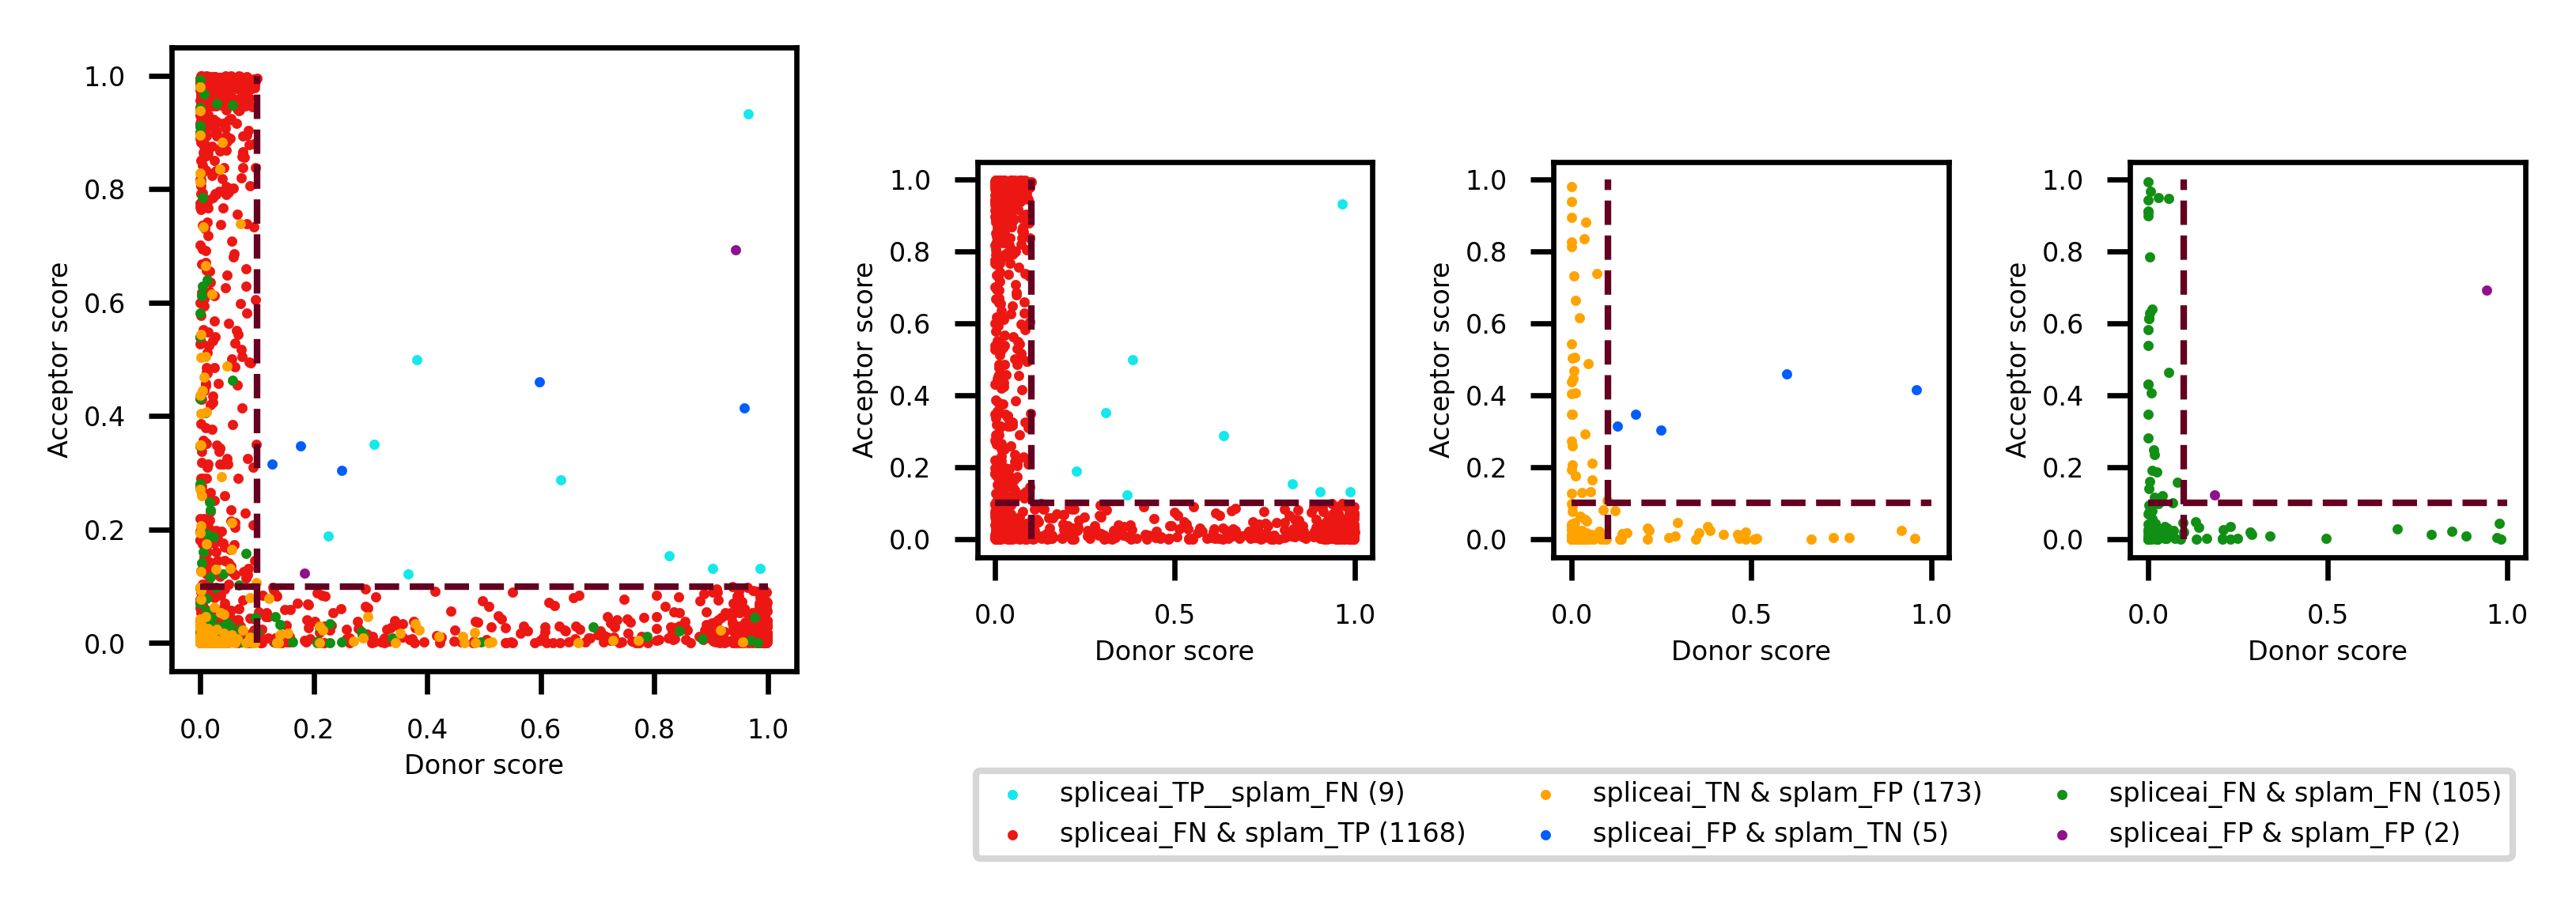 1.0
0.8
0.6
0.4
0.2
0.0
Acceptor score
0.0 0.2 0.4 0.6 0.8 1.0
Donor score
1.0
0.8
0.6
0.4
0.2
0.0
Acceptor score
0.0 0.5 1.0
Donor score
1.0
0.8
0.6
0.4
0.2
0.0
Acceptor score
0.0 0.5 1.0
Donor score
1.0
0.8
0.6
0.4
0.2
0.0
Acceptor score
0.0 0.5 1.0
Donor score
spliceai_TP__splam_FN (9)
spliceai_FN & splam_TP (1168)
spliceai_TN & splam_FP (173)
spliceai_FP & splam_TN (5)
spliceai_FN & splam_FN (105)
spliceai_FP & splam_FP (2)